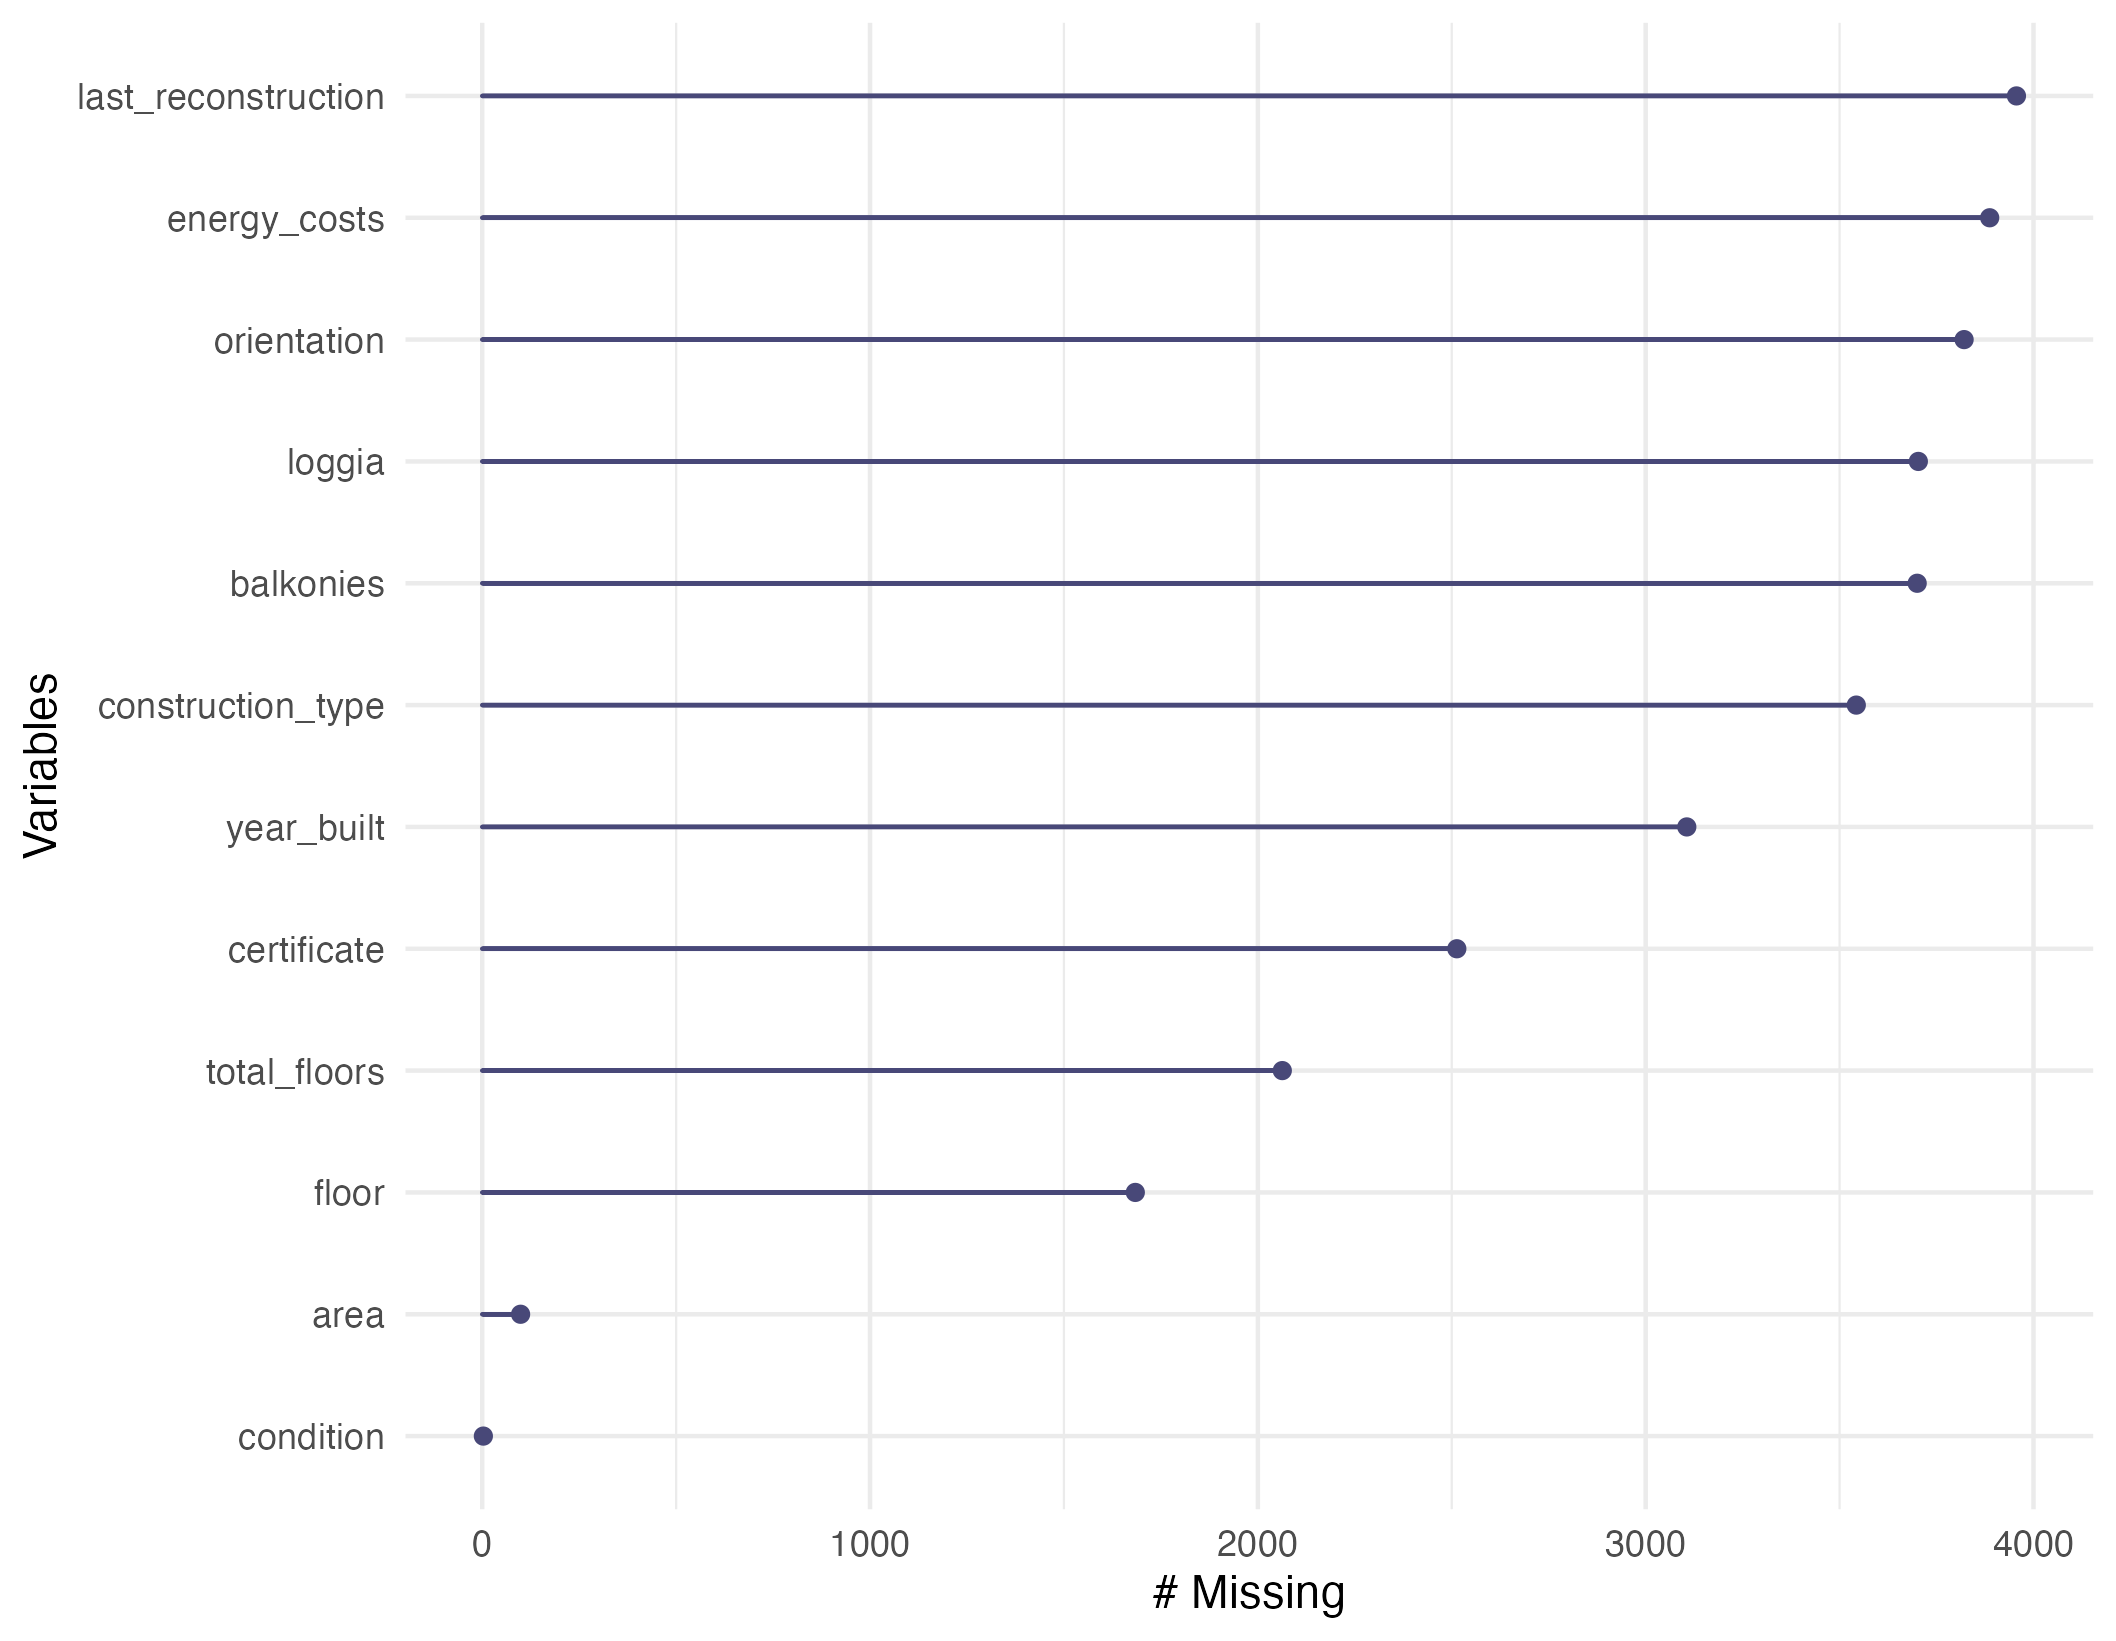 last_reconstruction
energy_costs
orientation
loggia
balkonies
construction_type
year_built
certificate
total_floors
floor
area
condition
Variables
0 1000 2000 3000 4000
# Missing